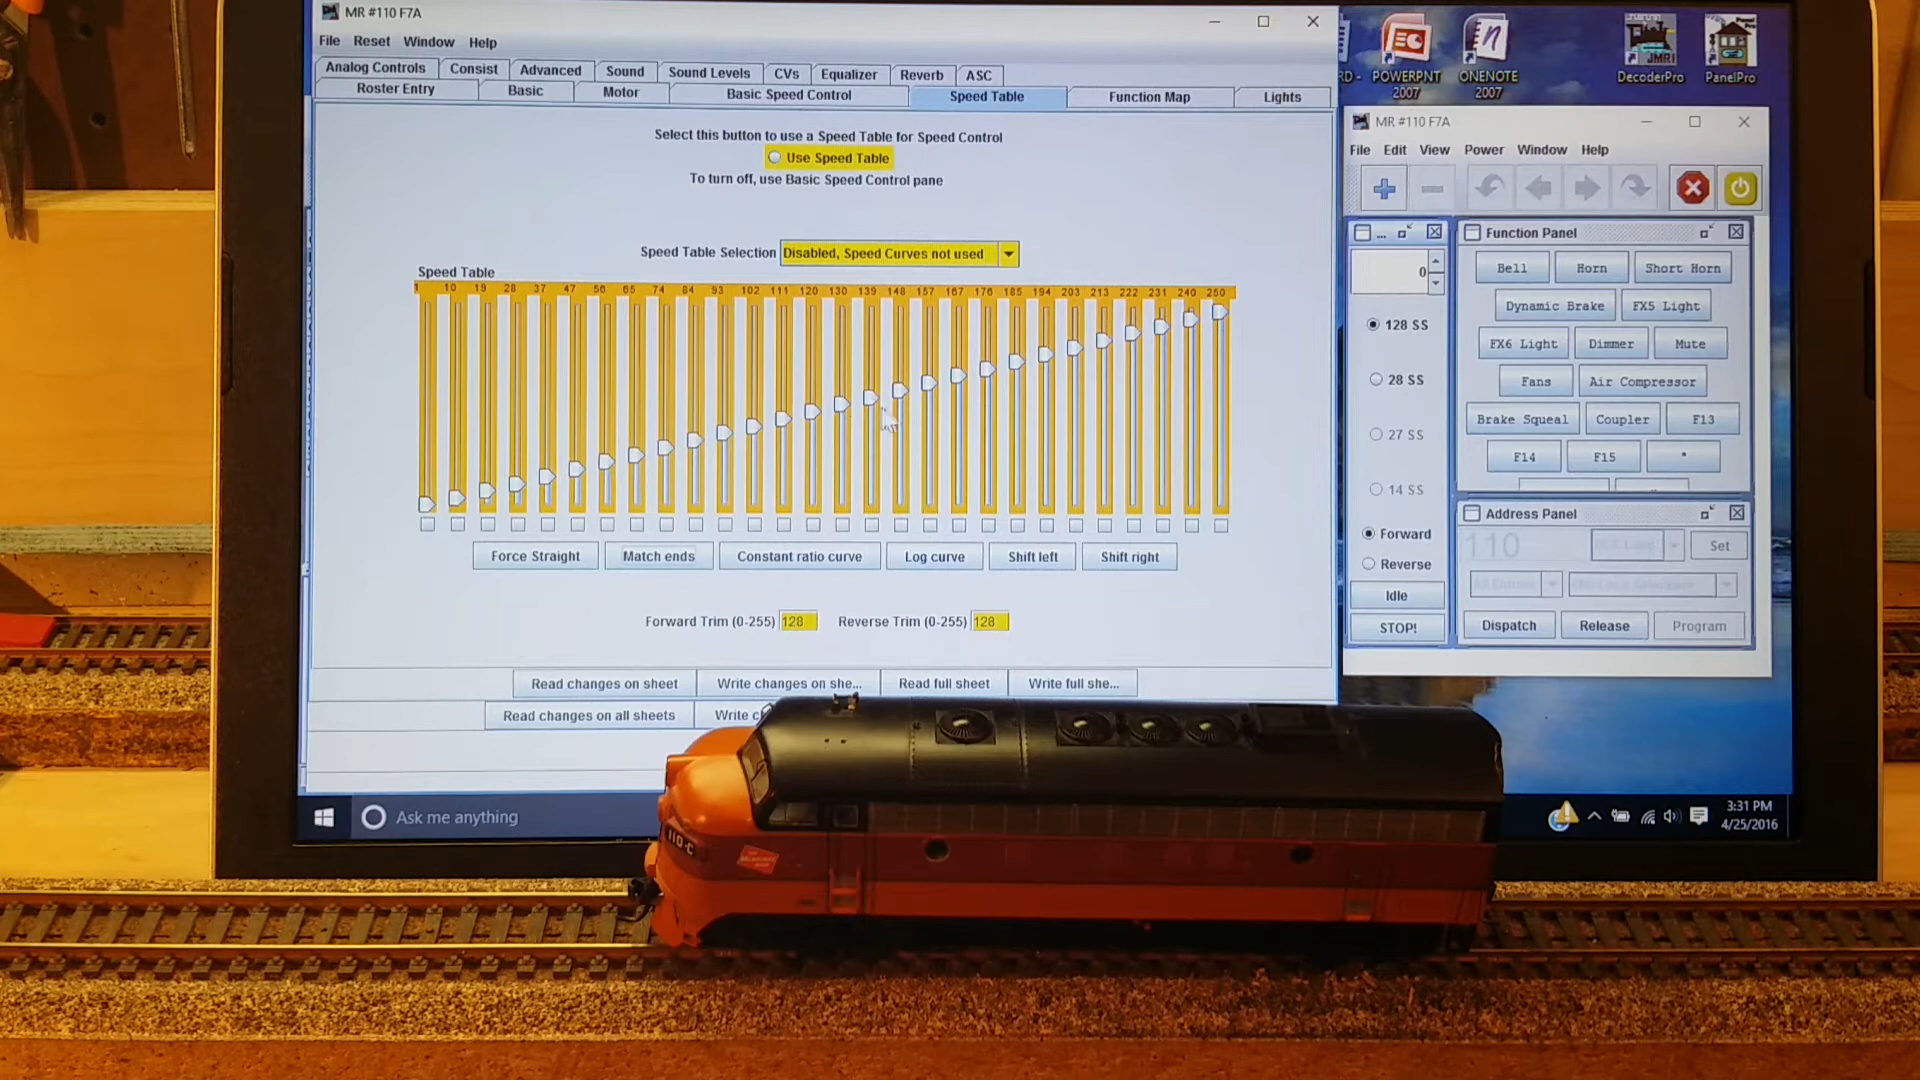 MR #110 F7A
File Reset Window Help
Analog Controls Consist Advanced Sound Sound Levels CVs Equalizer Reverb ASC
Roster Entry Basic Motor Basic Speed Control Speed Table Function Map Lights
Select this button to use a Speed Table for Speed Control
Use Speed Table
To turn off, use Basic Speed Control pane
Speed Table Selection Disabled, Speed Curves not used
Speed Table
1 10 19 28 37 47 56 65 74 84 93 102 111 120 130 139 148 157 167 176 185 194 203 213 222 231 240 250
Force Straight Match ends Constant ratio curve Log curve Shift left Shift right
Forward Trim (0-255) 128 Reverse Trim (0-255) 128
Read changes on sheet Write changes on she... Read full sheet Write full she...
Read changes on all sheets Write c
Ask me anything
RD - POWERPNT 2007
ONENOTE 2007
DecoderPro
PanelPro
MR #110 F7A
File Edit View Power Window Help
...
0
128 SS
28 SS
27 SS
14 SS
Forward
Reverse
Idle
STOP!
Function Panel
Bell Horn Short Horn
Dynamic Brake FX5 Light
FX6 Light Dimmer Mute
Fans Air Compressor
Brake Squeal Coupler F13
F14 F15 *
Address Panel
110 Set
Dispatch Release Program
3:31 PM
4/25/2016
110-C